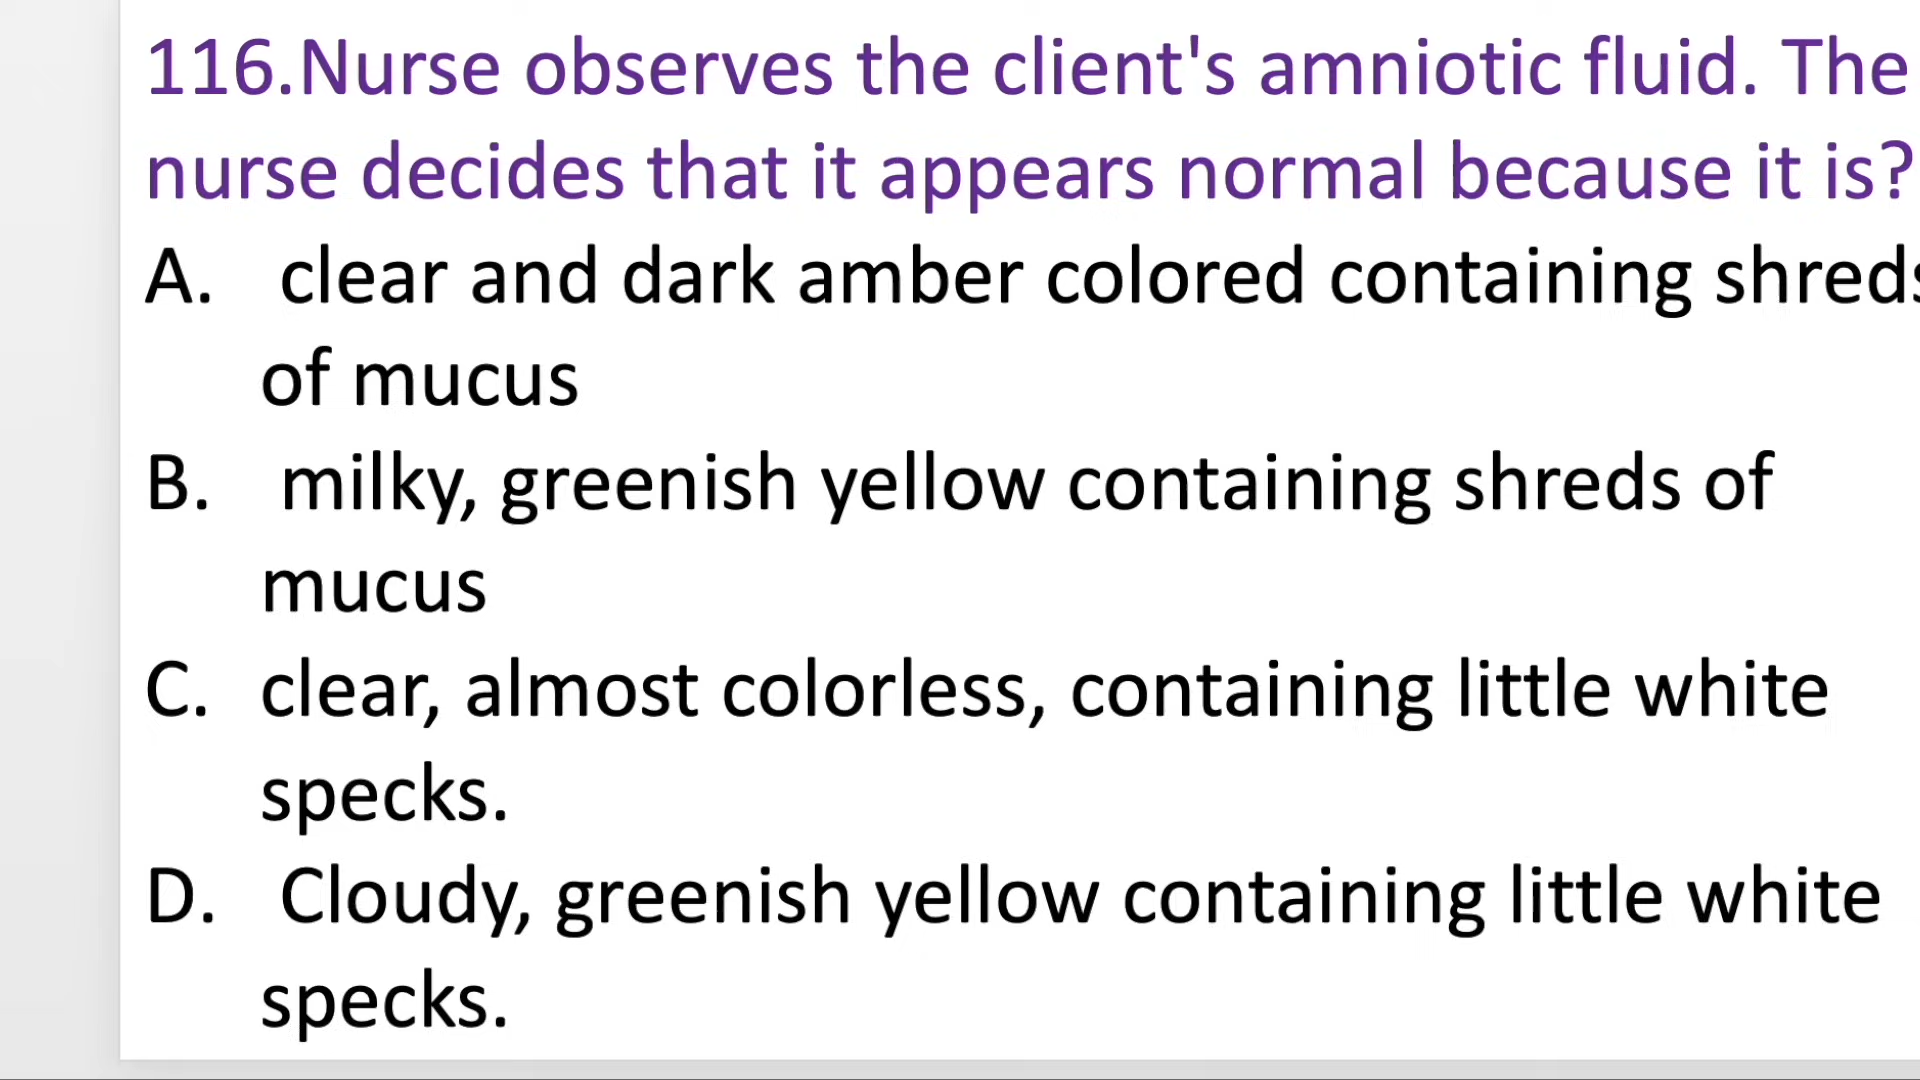 116.Nurse observes the client's amniotic fluid. The
nurse decides that it appears normal because it is?
A. clear and dark amber colored containing shreds
of mucus
B. milky, greenish yellow containing shreds of
mucus
C. clear, almost colorless, containing little white
specks.
D. Cloudy, greenish yellow containing little white
specks.